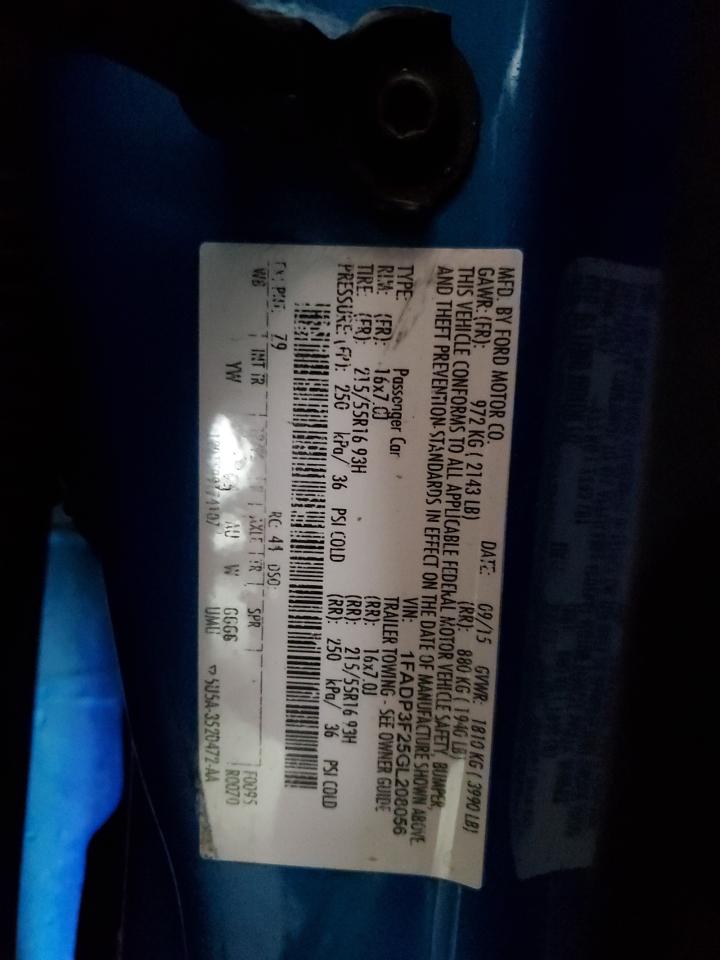 MFD. BY FORD MOTOR CO.
DATE: 09/15 GVWR: 1810 KG ( 3990 LB)
GAWR: (FR): 972 KG ( 2143 LB) (RR): 880 KG ( 1940 LB)
THIS VEHICLE CONFORMS TO ALL APPLICABLE FEDERAL MOTOR VEHICLE SAFETY, BUMPER,
AND THEFT PREVENTION STANDARDS IN EFFECT ON THE DATE OF MANUFACTURE SHOWN ABOVE
VIN: 1FADP3F25GL208056
TYPE: Passenger Car TRAILER TOWING - SEE OWNER GUIDE
RIM: (FR): 16x7.0J (RR): 16x7.0J
TIRE: (FR): 215/55R16 93H (RR): 215/55R16 93H
PRESSURE (FR): 250 kPa/ 36 PSI COLD (RR): 250 kPa/ 36 PSI COLD
EXT PNT: 79 RC: 44 DSO:
WB INT TR AXLE TR SPR F0095
YW W GGGB R0070
UMU
5U5A-3520472-AA